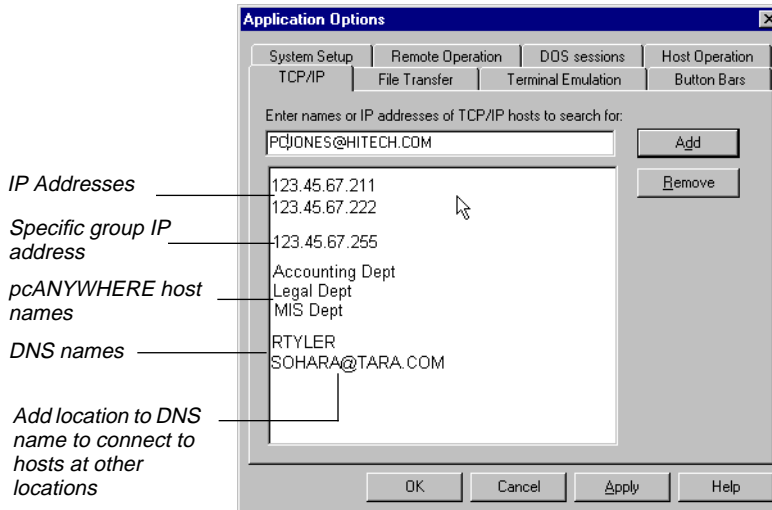 Application Options
System Setup
Remote Operation
DOS sessions
Host Operation
TCP/IP
File Transfer
Terminal Emulation
Button Bars
Enter names or IP addresses of TCP/IP hosts to search for:
PCJONES@HITECH.COM
Add
Remove
IP Addresses
123.45.67.211
123.45.67.222
Specific group IP
address
123.45.67.255
pcANYWHERE host
names
Accounting Dept
Legal Dept
MIS Dept
DNS names
RTYLER
SOHARA@TARA.COM
Add location to DNS
name to connect to
hosts at other
locations
OK
Cancel
Apply
Help